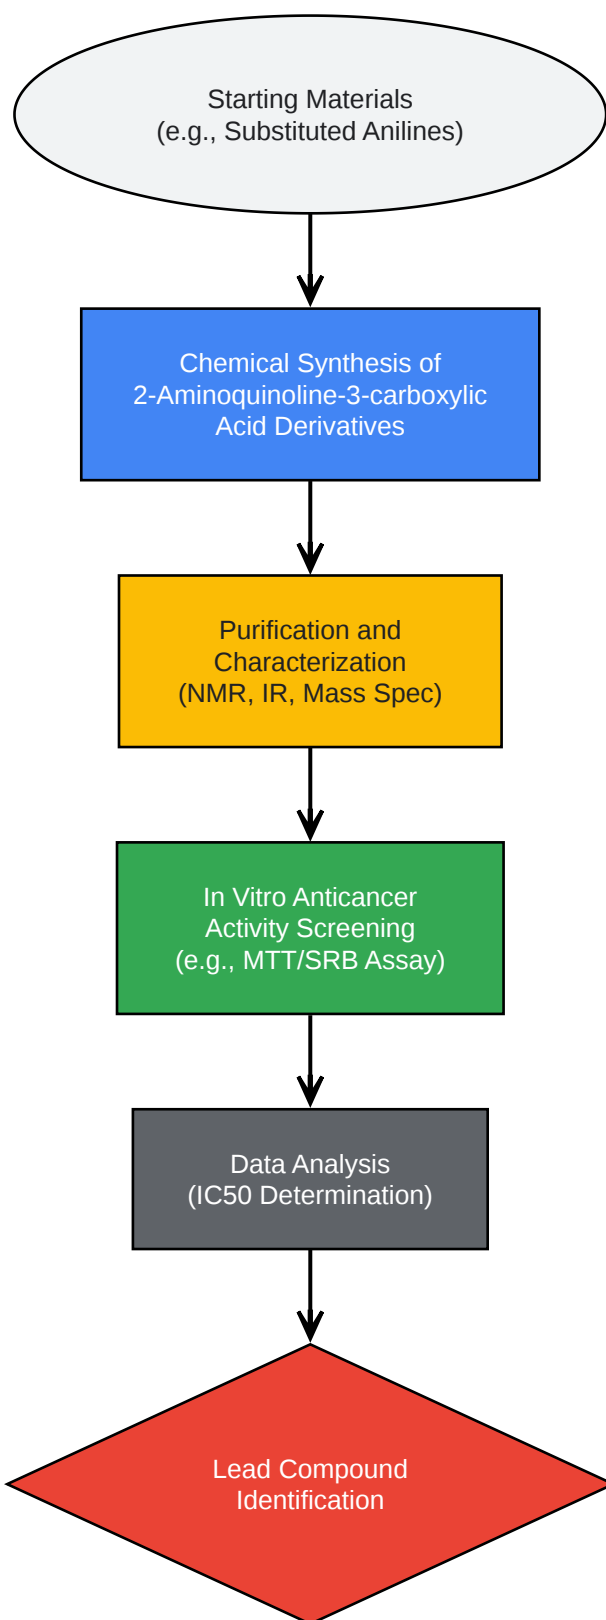 Starting Materials
(e.g., Substituted Anilines)
Chemical Synthesis of
2-Aminoquinoline-3-carboxylic
Acid Derivatives
Purification and
Characterization
(NMR, IR, Mass Spec)
In Vitro Anticancer
Activity Screening
(e.g., MTT/SRB Assay)
Data Analysis
(IC50 Determination)
Lead Compound
Identification